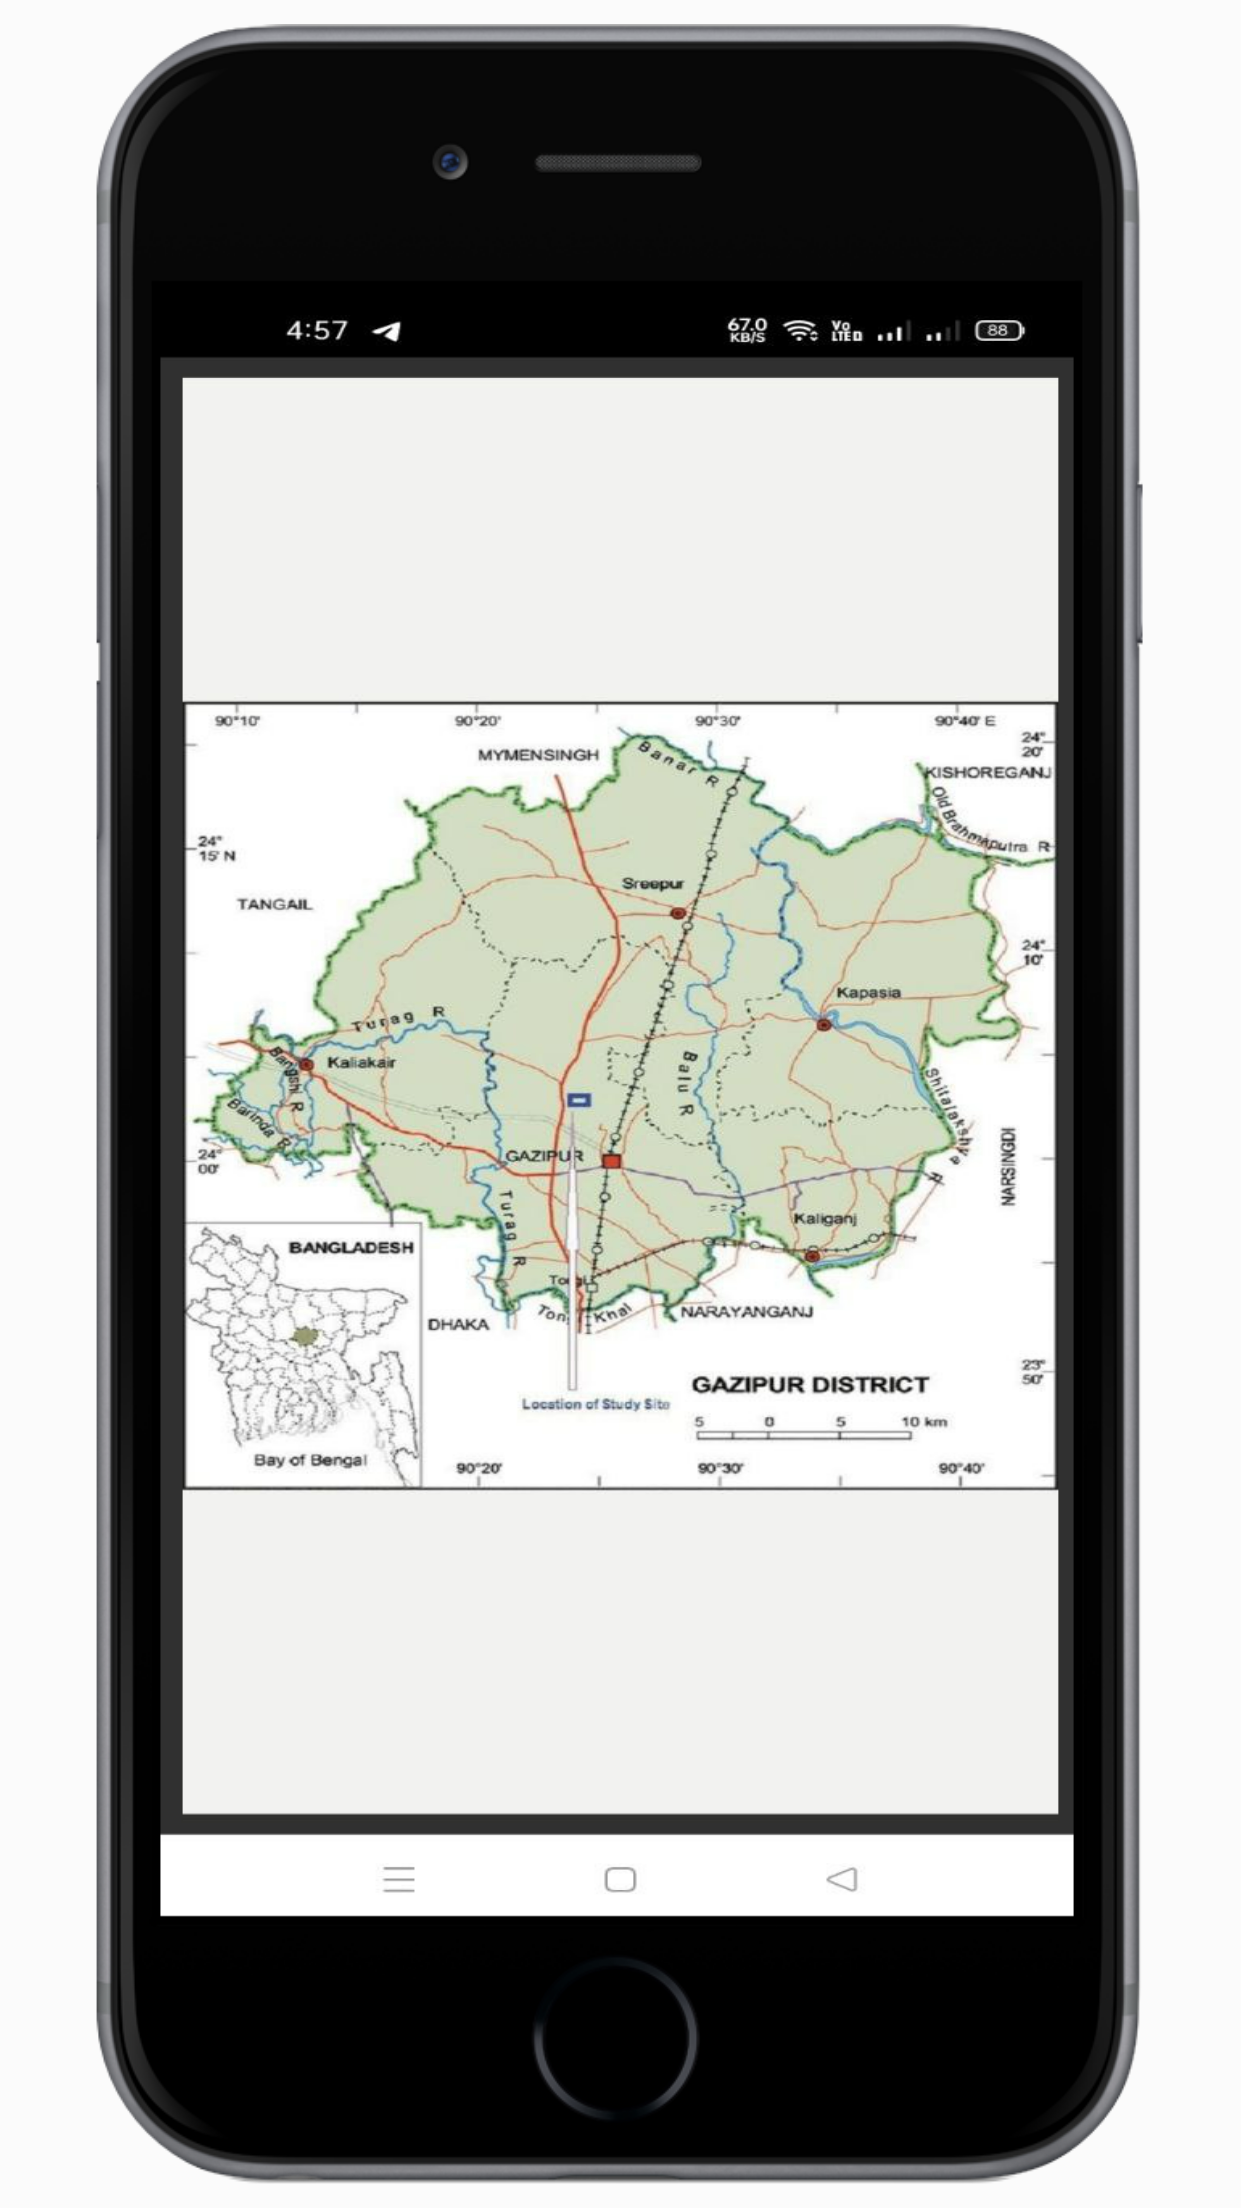 4:57
67.0
KB/S
Vo
LTE
88
90°10'
90°20'
90°30'
90°40' E
24°
20'
MYMENSINGH
Banar R
KISHOREGANJ
Old Brahmaputra R
24°
15' N
Sreepur
TANGAIL
24°
10'
Kapasia
Turag R
Kaliakair
Bangshi R
Balu R
Barinda R
Shitalakshya R
24°
00'
GAZIPUR
NARSINGDI
Turag R
Kaliganj
BANGLADESH
Tongi
Khal
NARAYANGANJ
DHAKA
23°
50'
GAZIPUR DISTRICT
Location of Study Site
5 0 5 10 km
Bay of Bengal
90°20'
90°30'
90°40'